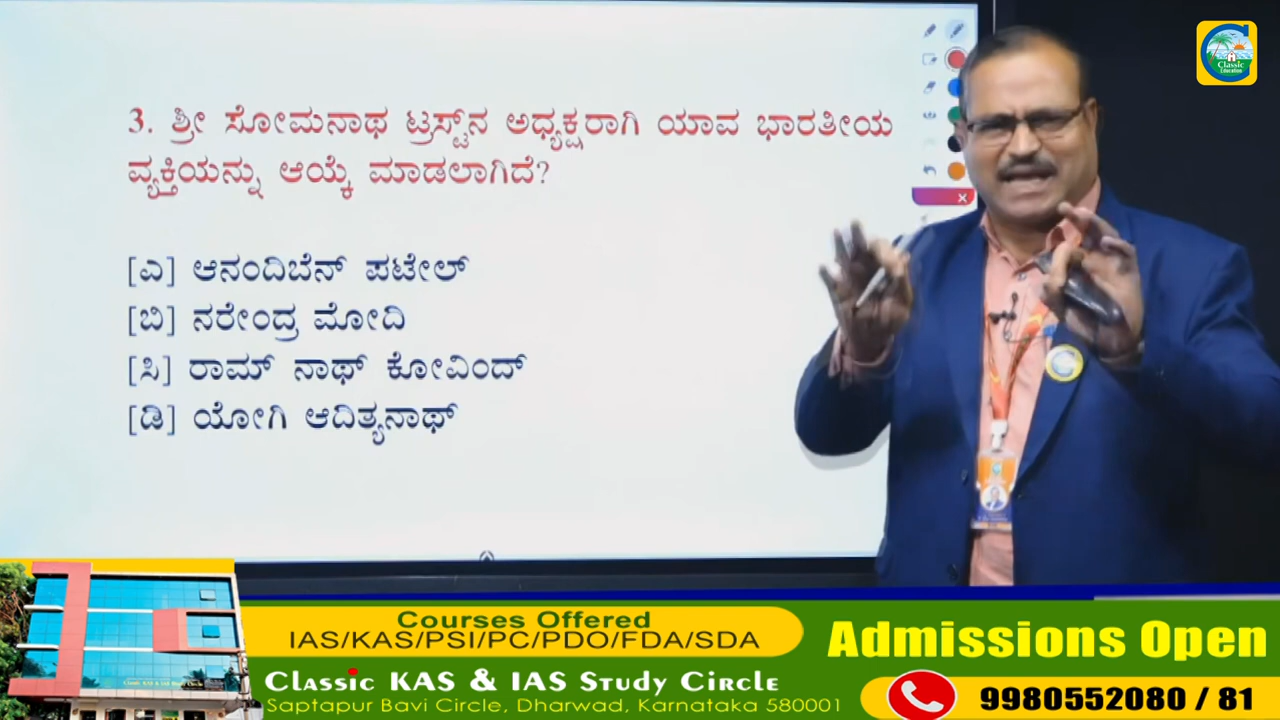 Classic
Education
3. ಶ್ರೀ ಸೋಮನಾಥ ಟ್ರಸ್ಟ್‌ನ ಅಧ್ಯಕ್ಷರಾಗಿ ಯಾವ ಭಾರತೀಯ
ವ್ಯಕ್ತಿಯನ್ನು ಆಯ್ಕೆ ಮಾಡಲಾಗಿದೆ?
[ಎ] ಆನಂದಿಬೆನ್ ಪಟೇಲ್
[ಬಿ] ನರೇಂದ್ರ ಮೋದಿ
[ಸಿ] ರಾಮ್ ನಾಥ್ ಕೋವಿಂದ್
[ಡಿ] ಯೋಗಿ ಆದಿತ್ಯನಾಥ್
Courses Offered
IAS/KAS/PSI/PC/PDO/FDA/SDA
Classic KAS & IAS Study Circle
Saptapur Bavi Circle, Dharwad, Karnataka 580001
Admissions Open
9980552080 / 81